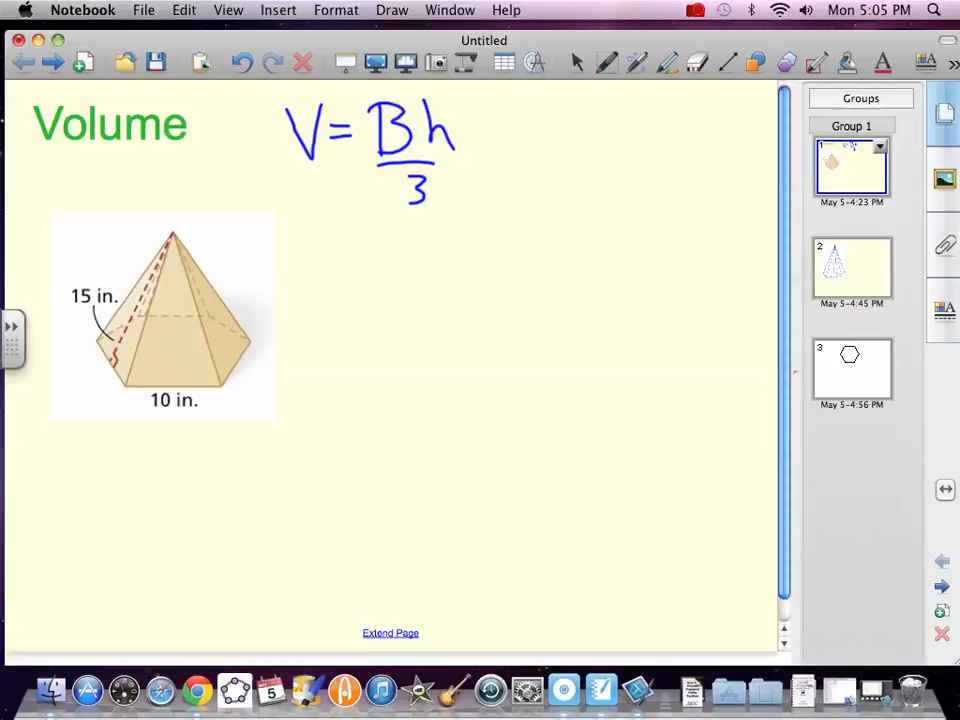 Notebook File Edit View Insert Format Draw Window Help Mon 5:05 PM
Untitled
Volume
V = Bh
3
15 in.
10 in.
Extend Page
Groups
Group 1
1
May 5-4:23 PM
2
May 5-4:45 PM
3
May 5-4:56 PM
5